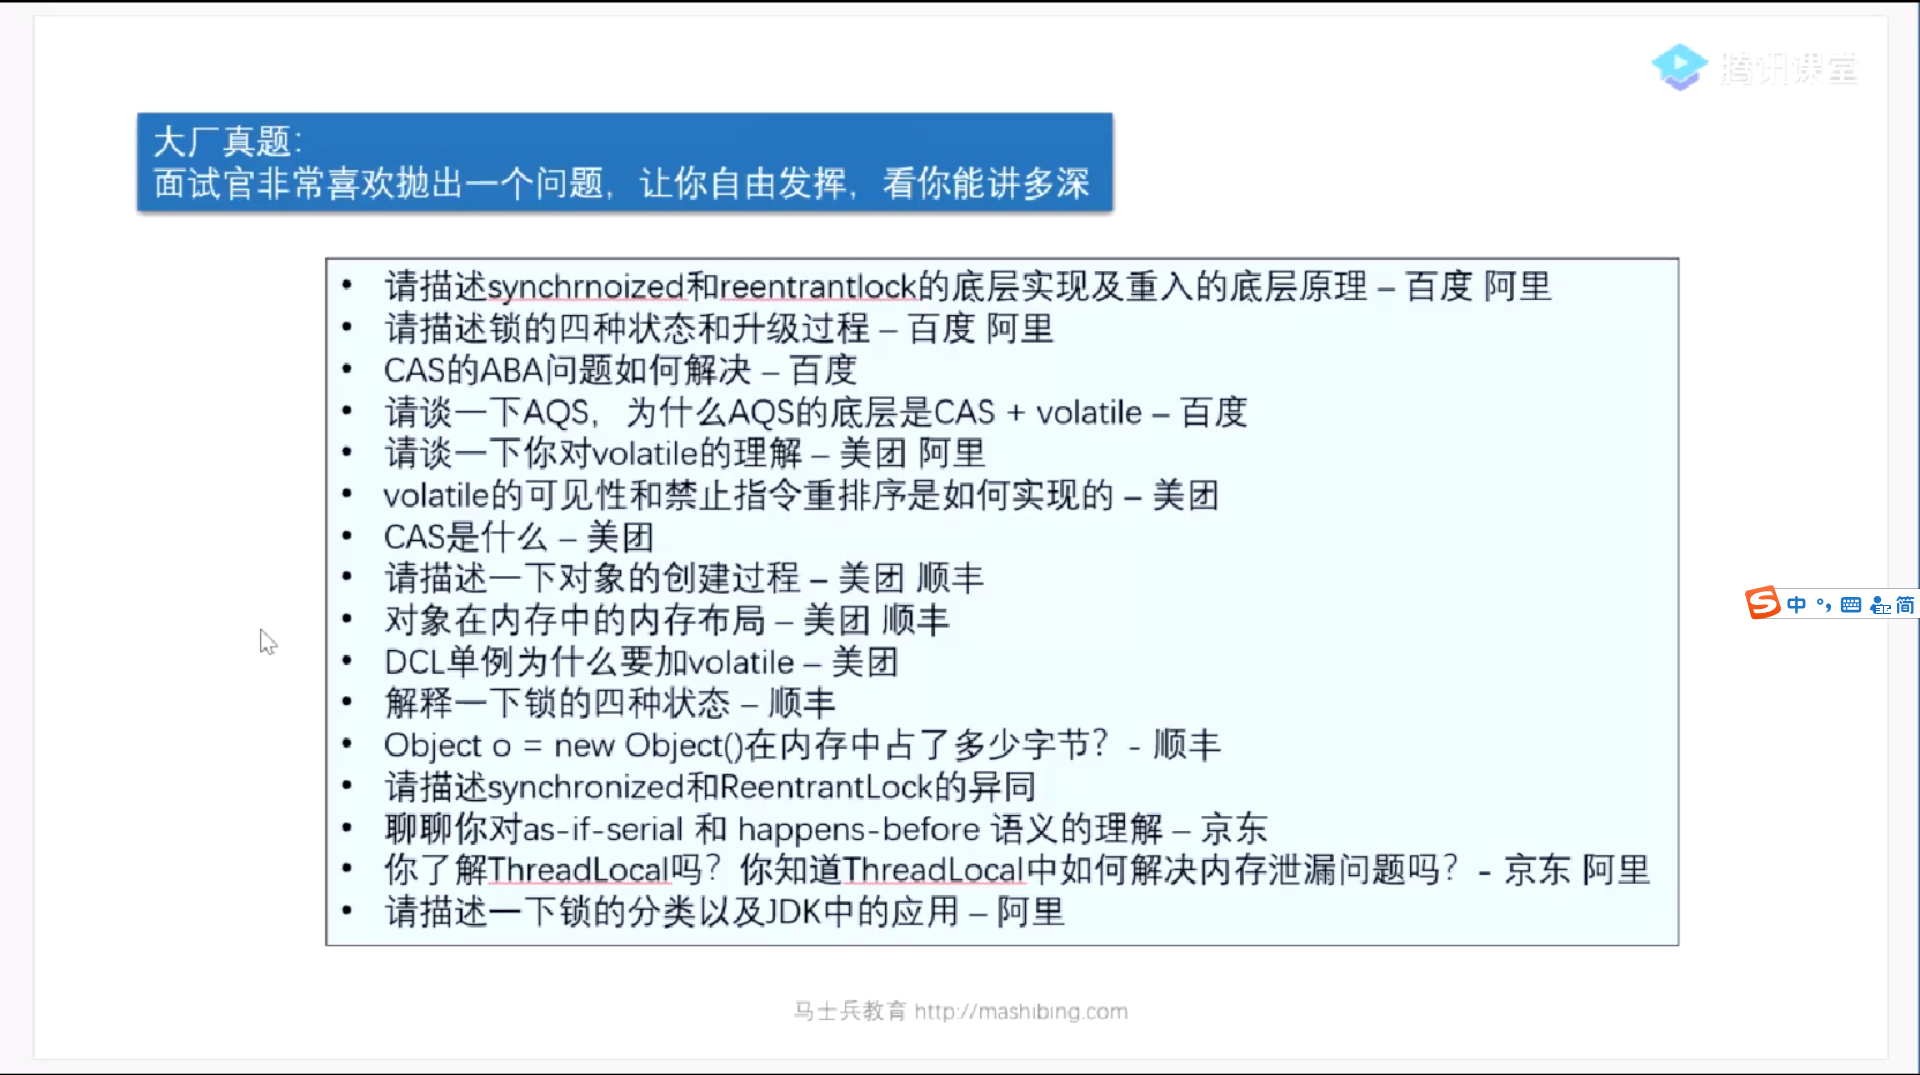 腾讯课堂
大厂真题：
面试官非常喜欢抛出一个问题，让你自由发挥，看你能讲多深
• 请描述synchrnoized和reentrantlock的底层实现及重入的底层原理 – 百度 阿里
• 请描述锁的四种状态和升级过程 – 百度 阿里
• CAS的ABA问题如何解决 – 百度
• 请谈一下AQS，为什么AQS的底层是CAS + volatile – 百度
• 请谈一下你对volatile的理解 – 美团 阿里
• volatile的可见性和禁止指令重排序是如何实现的 – 美团
• CAS是什么 – 美团
• 请描述一下对象的创建过程 – 美团 顺丰
• 对象在内存中的内存布局 – 美团 顺丰
• DCL单例为什么要加volatile – 美团
• 解释一下锁的四种状态 – 顺丰
• Object o = new Object()在内存中占了多少字节？ - 顺丰
• 请描述synchronized和ReentrantLock的异同
• 聊聊你对as-if-serial 和 happens-before 语义的理解 – 京东
• 你了解ThreadLocal吗？你知道ThreadLocal中如何解决内存泄漏问题吗？ - 京东 阿里
• 请描述一下锁的分类以及JDK中的应用 – 阿里
中 °, 简
马士兵教育 http://mashibing.com